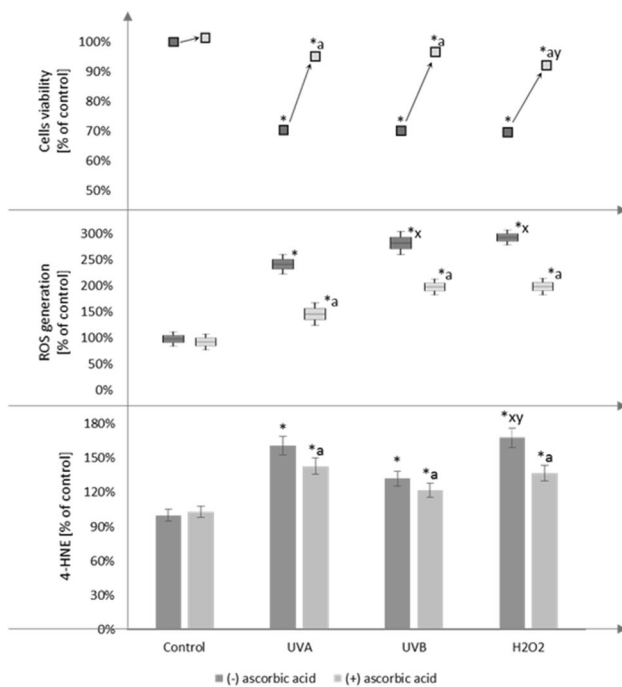 Cells viability
[% of control]
100%
90%
80%
70%
60%
50%
*
*a
*
*a
*
*ay
ROS generation
[% of control]
300%
250%
200%
150%
100%
50%
0%
*
*a
*x
*a
*x
*a
4-HNE [% of control]
180%
150%
120%
90%
60%
30%
0%
*
*a
*
*a
*xy
*a
Control UVA UVB H2O2
(-) ascorbic acid (+) ascorbic acid